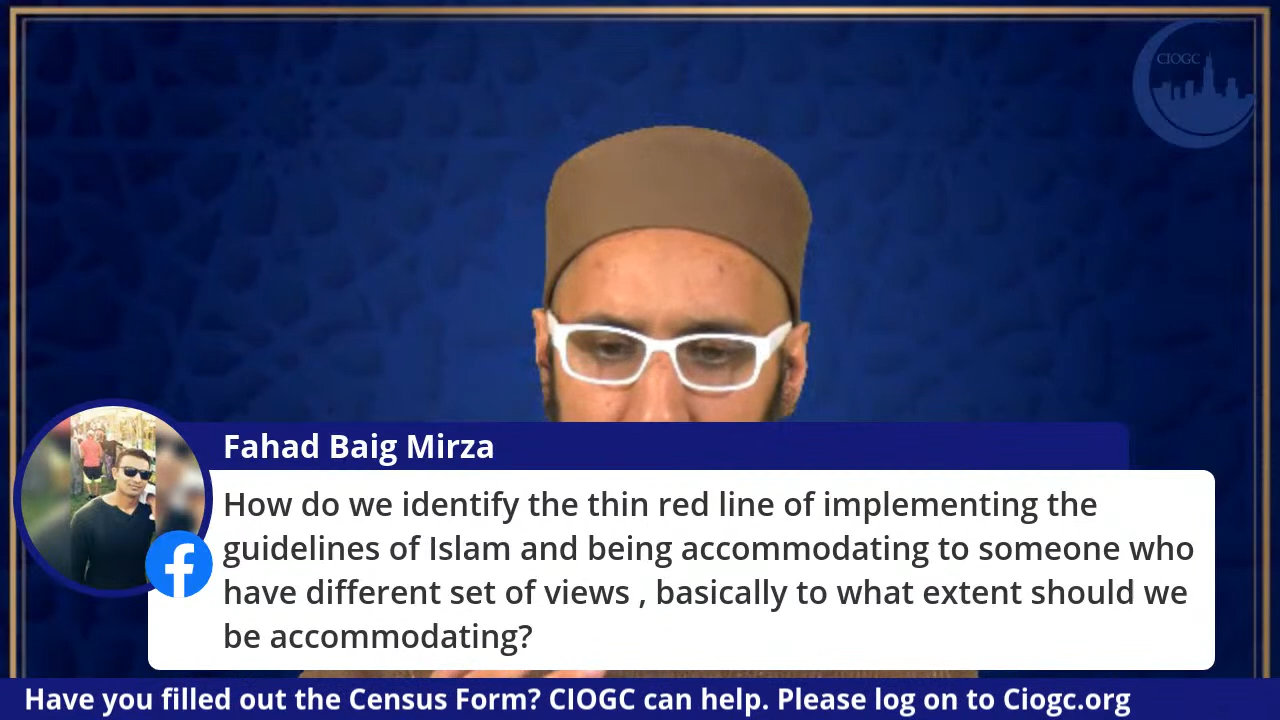 CIOGC
Fahad Baig Mirza
How do we identify the thin red line of implementing the
guidelines of Islam and being accommodating to someone who
have different set of views , basically to what extent should we
be accommodating?
Have you filled out the Census Form? CIOGC can help. Please log on to Ciogc.org